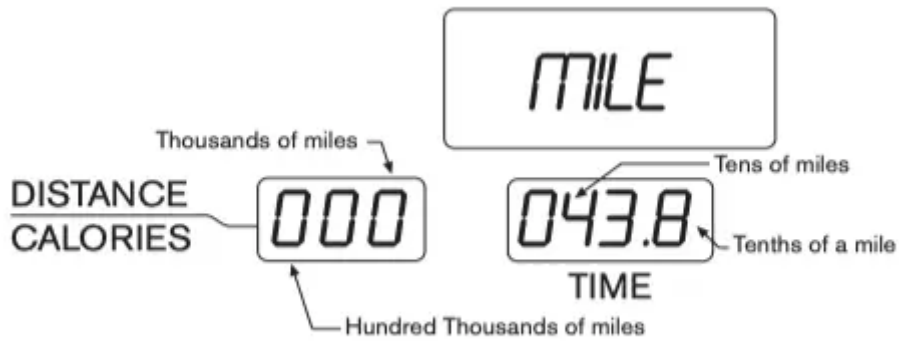 MILE
Thousands of miles
Tens of miles
DISTANCE
CALORIES
000
043.8
Tenths of a mile
TIME
Hundred Thousands of miles